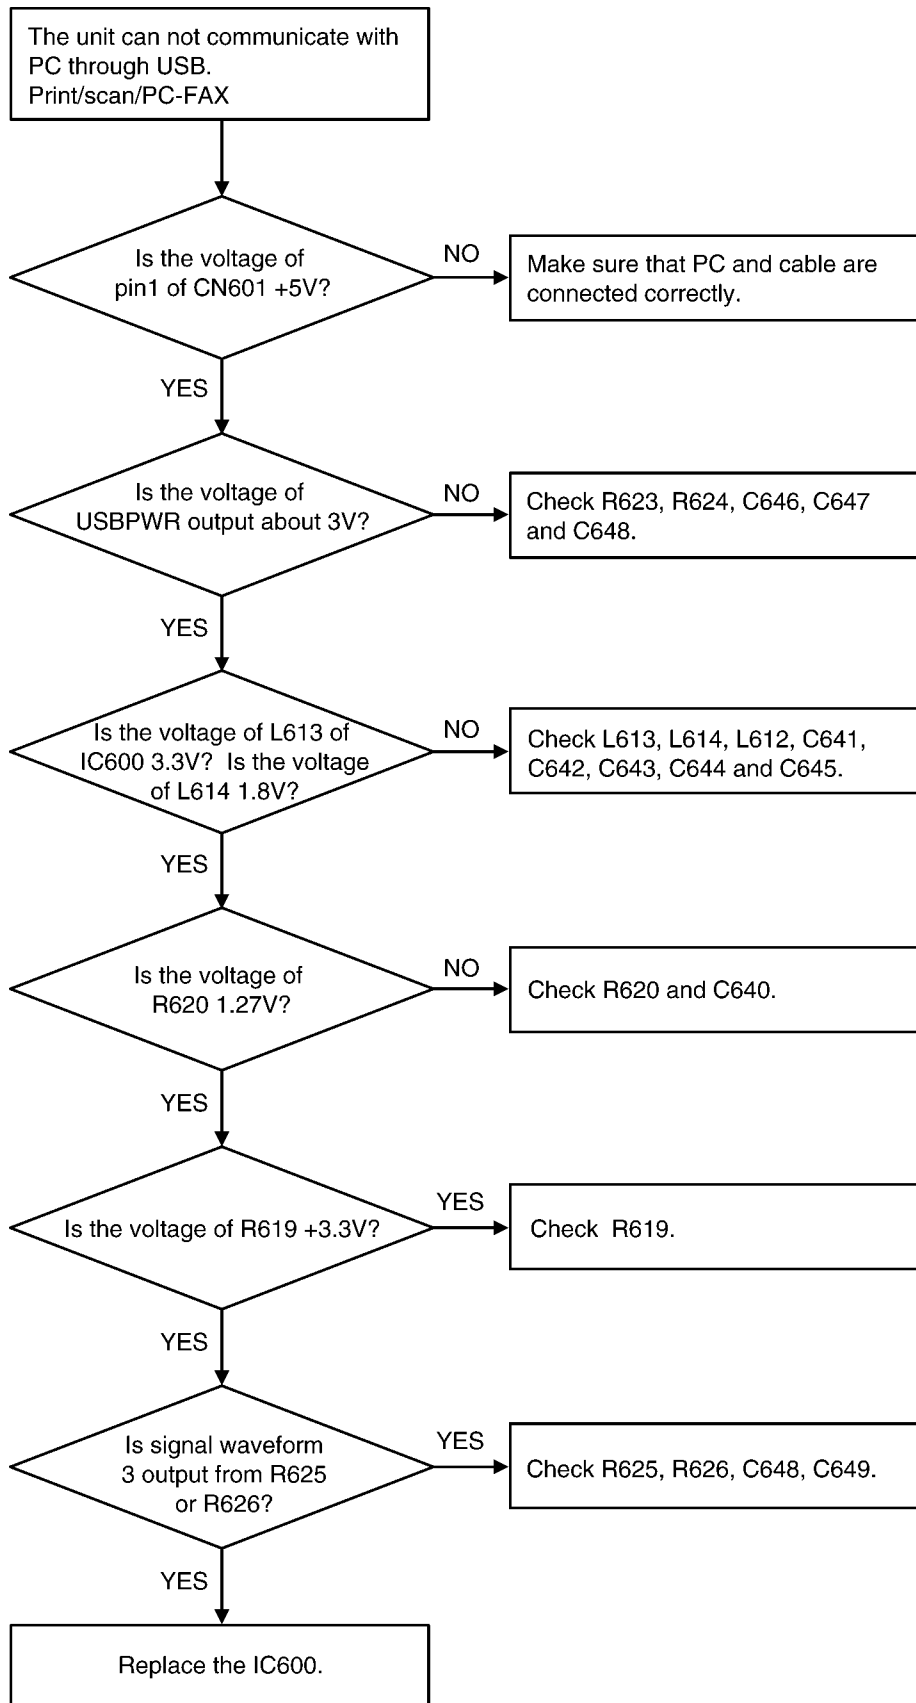 The unit can not communicate with
PC through USB.
Print/scan/PC-FAX
Is the voltage of
pin1 of CN601 +5V?
NO
Make sure that PC and cable are
connected correctly.
YES
Is the voltage of
USBPWR output about 3V?
NO
Check R623, R624, C646, C647
and C648.
YES
Is the voltage of L613 of
IC600 3.3V?  Is the voltage
of L614 1.8V?
NO
Check L613, L614, L612, C641,
C642, C643, C644 and C645.
YES
Is the voltage of
R620 1.27V?
NO
Check R620 and C640.
YES
Is the voltage of R619 +3.3V?
YES
Check  R619.
YES
Is signal waveform
3 output from R625
or R626?
YES
Check R625, R626, C648, C649.
YES
Replace the IC600.